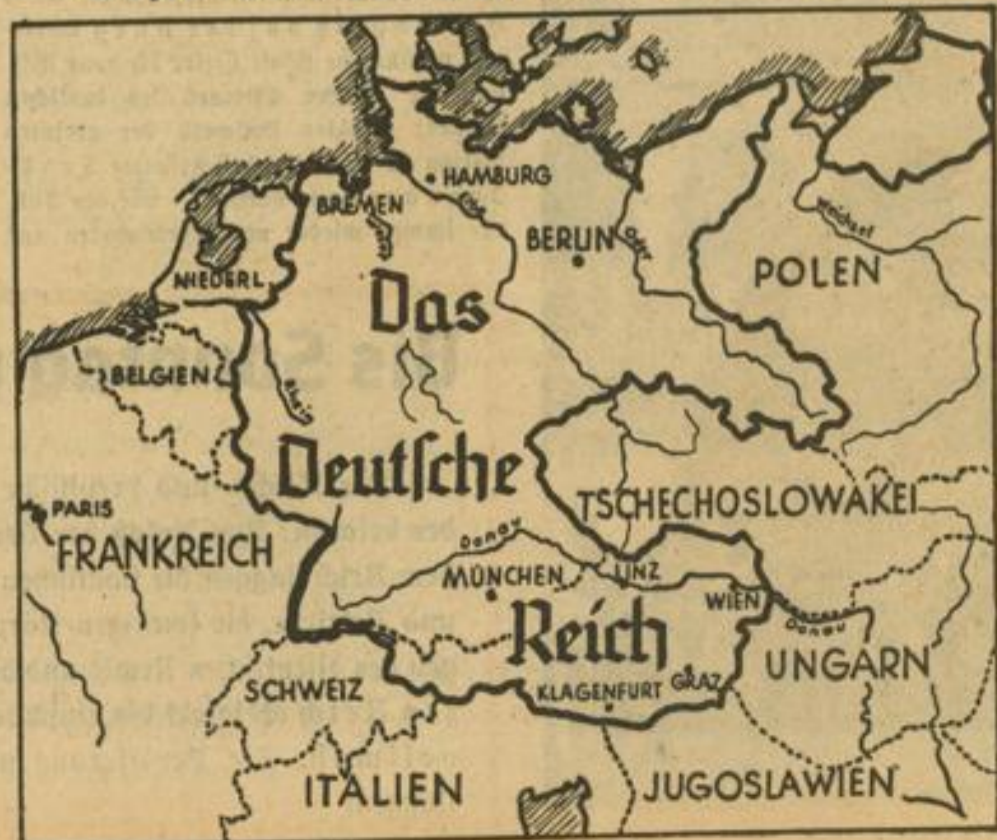 HAMBURG
Elbe
BREMEN
BERLIN
Oder
Weichsel
POLEN
NIEDERL.
Das
BELGIEN
Rhein
Deutſche
TSCHECHOSLOWAKEI
PARIS
FRANKREICH
Donau
MÜNCHEN
LINZ
WIEN
Donau
Reich
UNGARN
SCHWEIZ
KLAGENFURT
GRAZ
ITALIEN
JUGOSLAWIEN